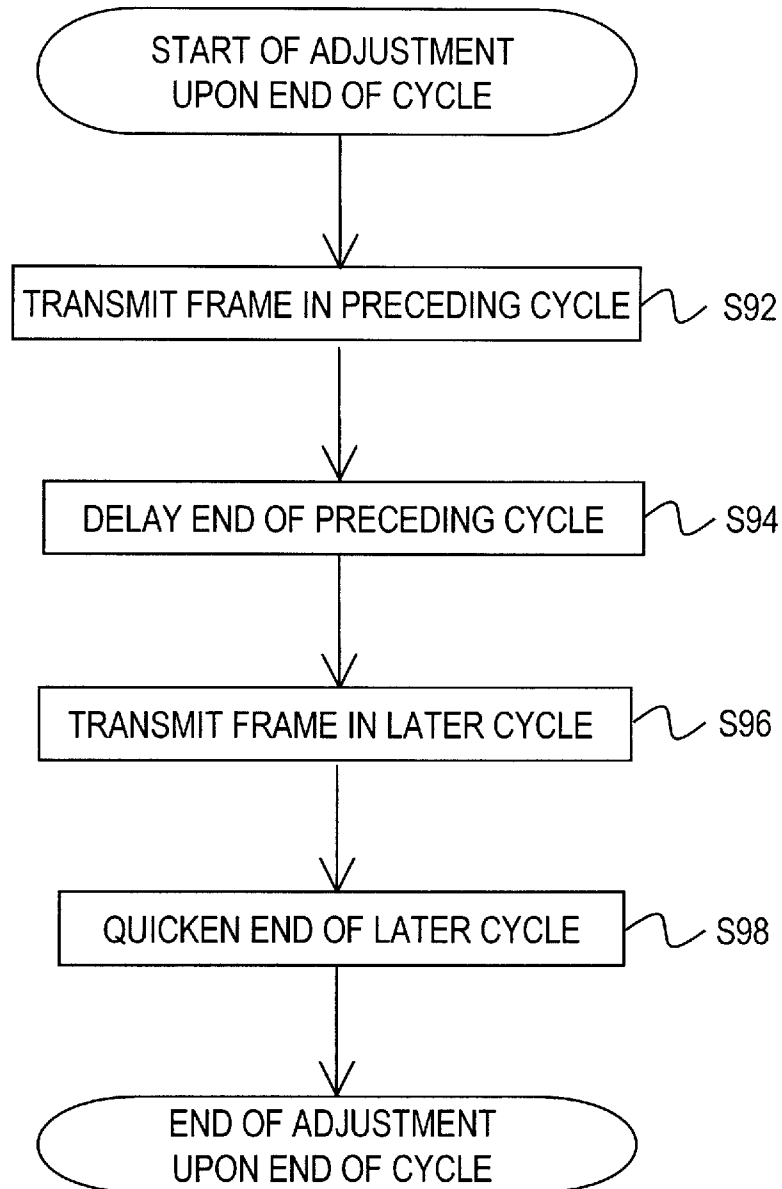 START OF ADJUSTMENT
UPON END OF CYCLE
TRANSMIT FRAME IN PRECEDING CYCLE
S92
DELAY END OF PRECEDING CYCLE
S94
TRANSMIT FRAME IN LATER CYCLE
S96
QUICKEN END OF LATER CYCLE
S98
END OF ADJUSTMENT
UPON END OF CYCLE